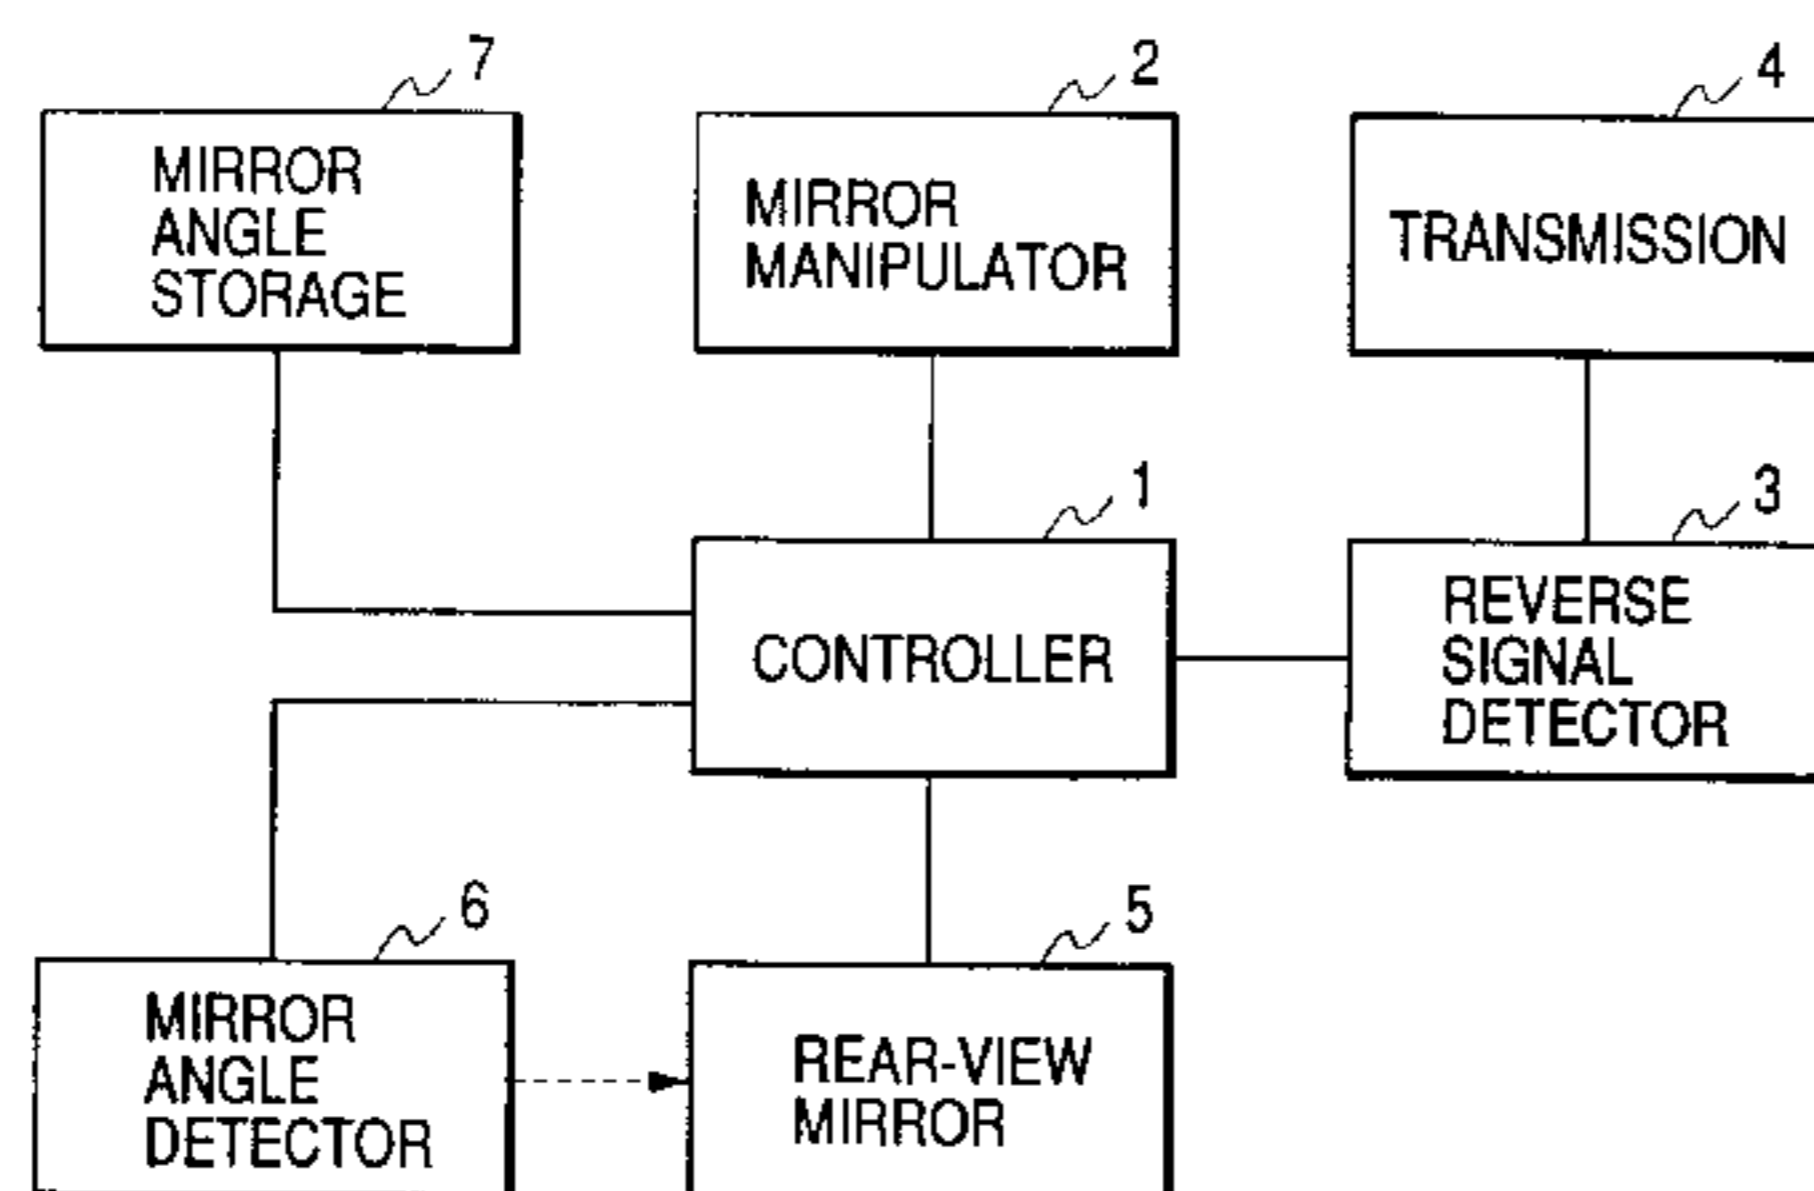 7
MIRROR
ANGLE
STORAGE
2
MIRROR
MANIPULATOR
4
TRANSMISSION
1
CONTROLLER
3
REVERSE
SIGNAL
DETECTOR
6
MIRROR
ANGLE
DETECTOR
5
REAR-VIEW
MIRROR